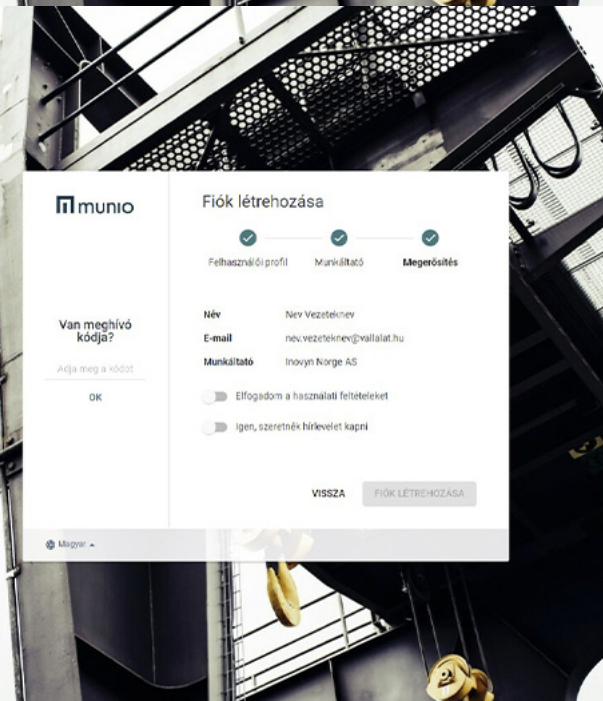 munio
Van meghívó
kódja?
Adja meg a kódot
OK
Fiók létrehozása
Felhasználói profil
Munkáltató
Megerősítés
Név Nev Vezeteknev
E-mail nev.vezeteknev@vallalat.hu
Munkáltató Inovyn Norge AS
Elfogadom a használati feltételeket
Igen, szeretnék hírlevelet kapni
VISSZA
FIÓK LÉTREHOZÁSA
Magyar